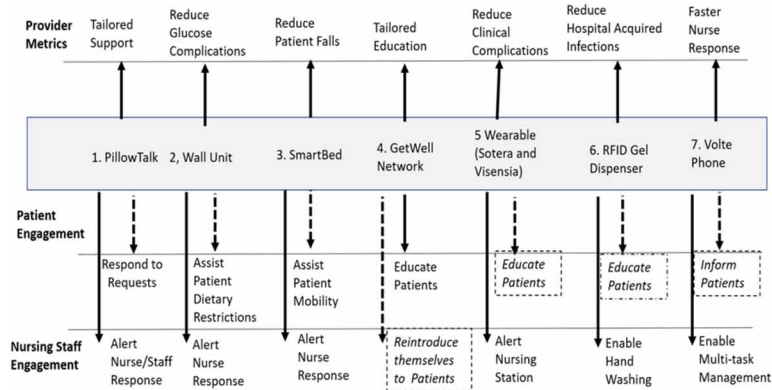 Provider
Metrics
Tailored
Support
Reduce
Glucose
Complications
Reduce
Patient Falls
Tailored
Education
Reduce
Clinical
Complications
Reduce
Hospital Acquired
Infections
Faster
Nurse
Response
1. PillowTalk
2, Wall Unit
3. SmartBed
4. GetWell
Network
5 Wearable
(Sotera and
Visensia)
6. RFID Gel
Dispenser
7. Volte
Phone
Patient
Engagement
Respond to
Requests
Assist
Patient
Dietary
Restrictions
Assist
Patient
Mobility
Educate
Patients
Educate
Patients
Educate
Patients
Inform
Patients
Nursing Staff
Engagement
Alert
Nurse/Staff
Response
Alert
Nurse
Response
Alert
Nurse
Response
Reintroduce
themselves
to Patients
Alert
Nursing
Station
Enable
Hand
Washing
Enable
Multi-task
Management